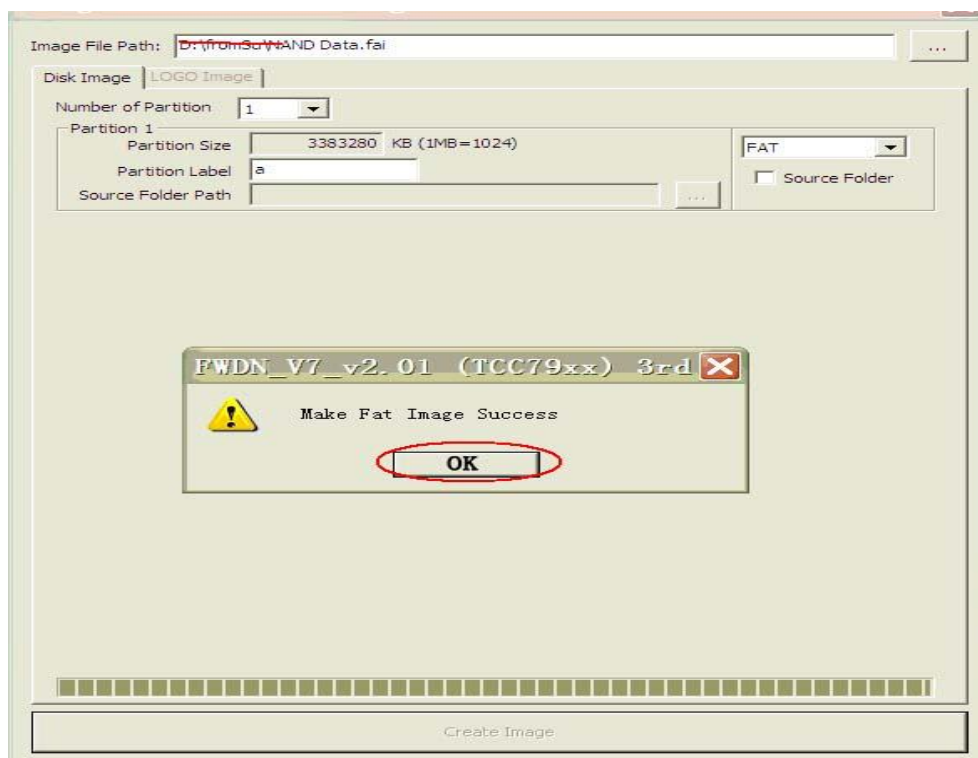 Image File Path: D:\fromSu\NAND Data.fai ...
Disk Image LOGO Image
Number of Partition 1
Partition 1
Partition Size 3383280 KB (1MB=1024)
FAT
Partition Label a
Source Folder
Source Folder Path ...
FWDN_V7_v2.01 (TCC79xx) 3rd
Make Fat Image Success
OK
Create Image